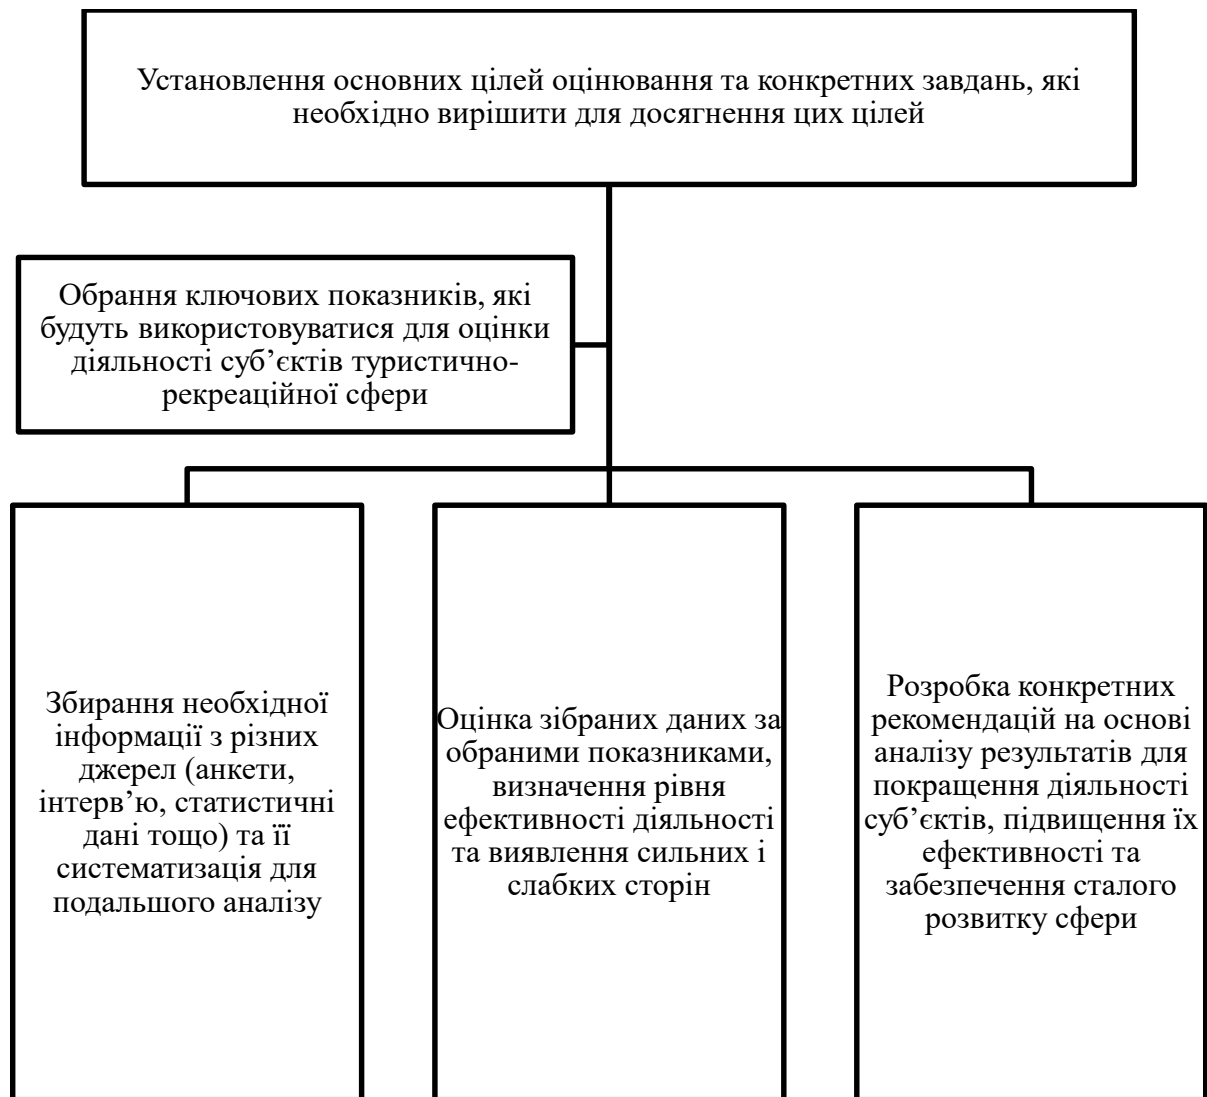 Установлення основних цілей оцінювання та конкретних завдань, які
необхідно вирішити для досягнення цих цілей
Обрання ключових показників, які
будуть використовуватися для оцінки
діяльності суб’єктів туристично-
рекреаційної сфери
Збирання необхідної
інформації з різних
джерел (анкети,
інтерв’ю, статистичні
дані тощо) та її
систематизація для
подальшого аналізу
Оцінка зібраних даних за
обраними показниками,
визначення рівня
ефективності діяльності
та виявлення сильних і
слабких сторін
Розробка конкретних
рекомендацій на основі
аналізу результатів для
покращення діяльності
суб’єктів, підвищення їх
ефективності та
забезпечення сталого
розвитку сфери